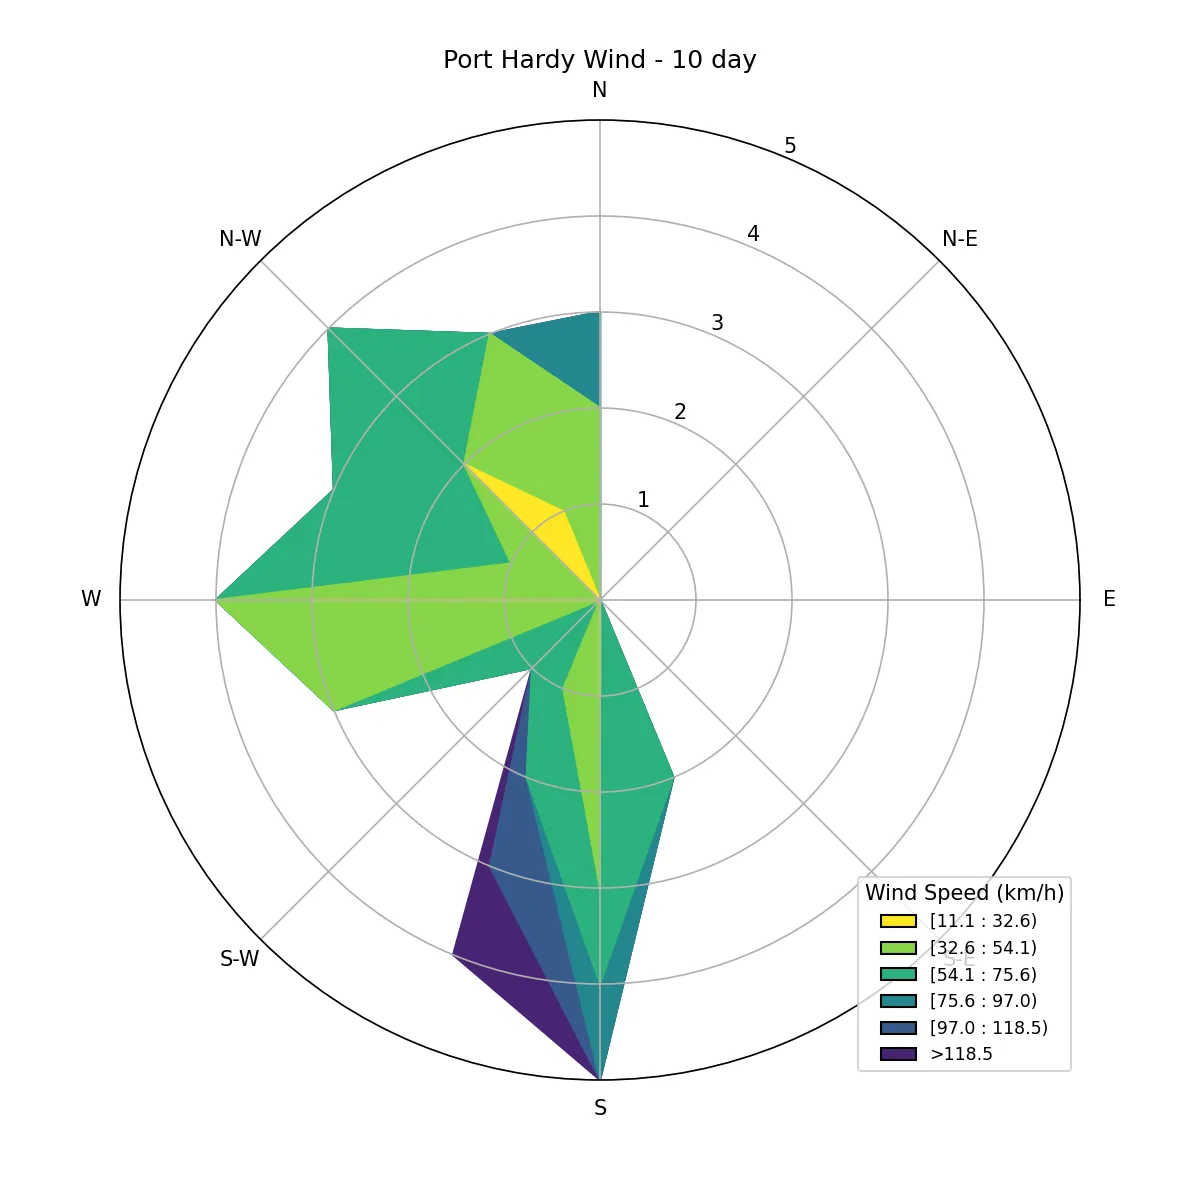 Port Hardy Wind - 10 day
N
5
N-W
4
N-E
3
2
1
W
E
Wind Speed (km/h)
[11.1 : 32.6)
[32.6 : 54.1)
S-W
S-E
[54.1 : 75.6)
[75.6 : 97.0)
[97.0 : 118.5)
>118.5
S